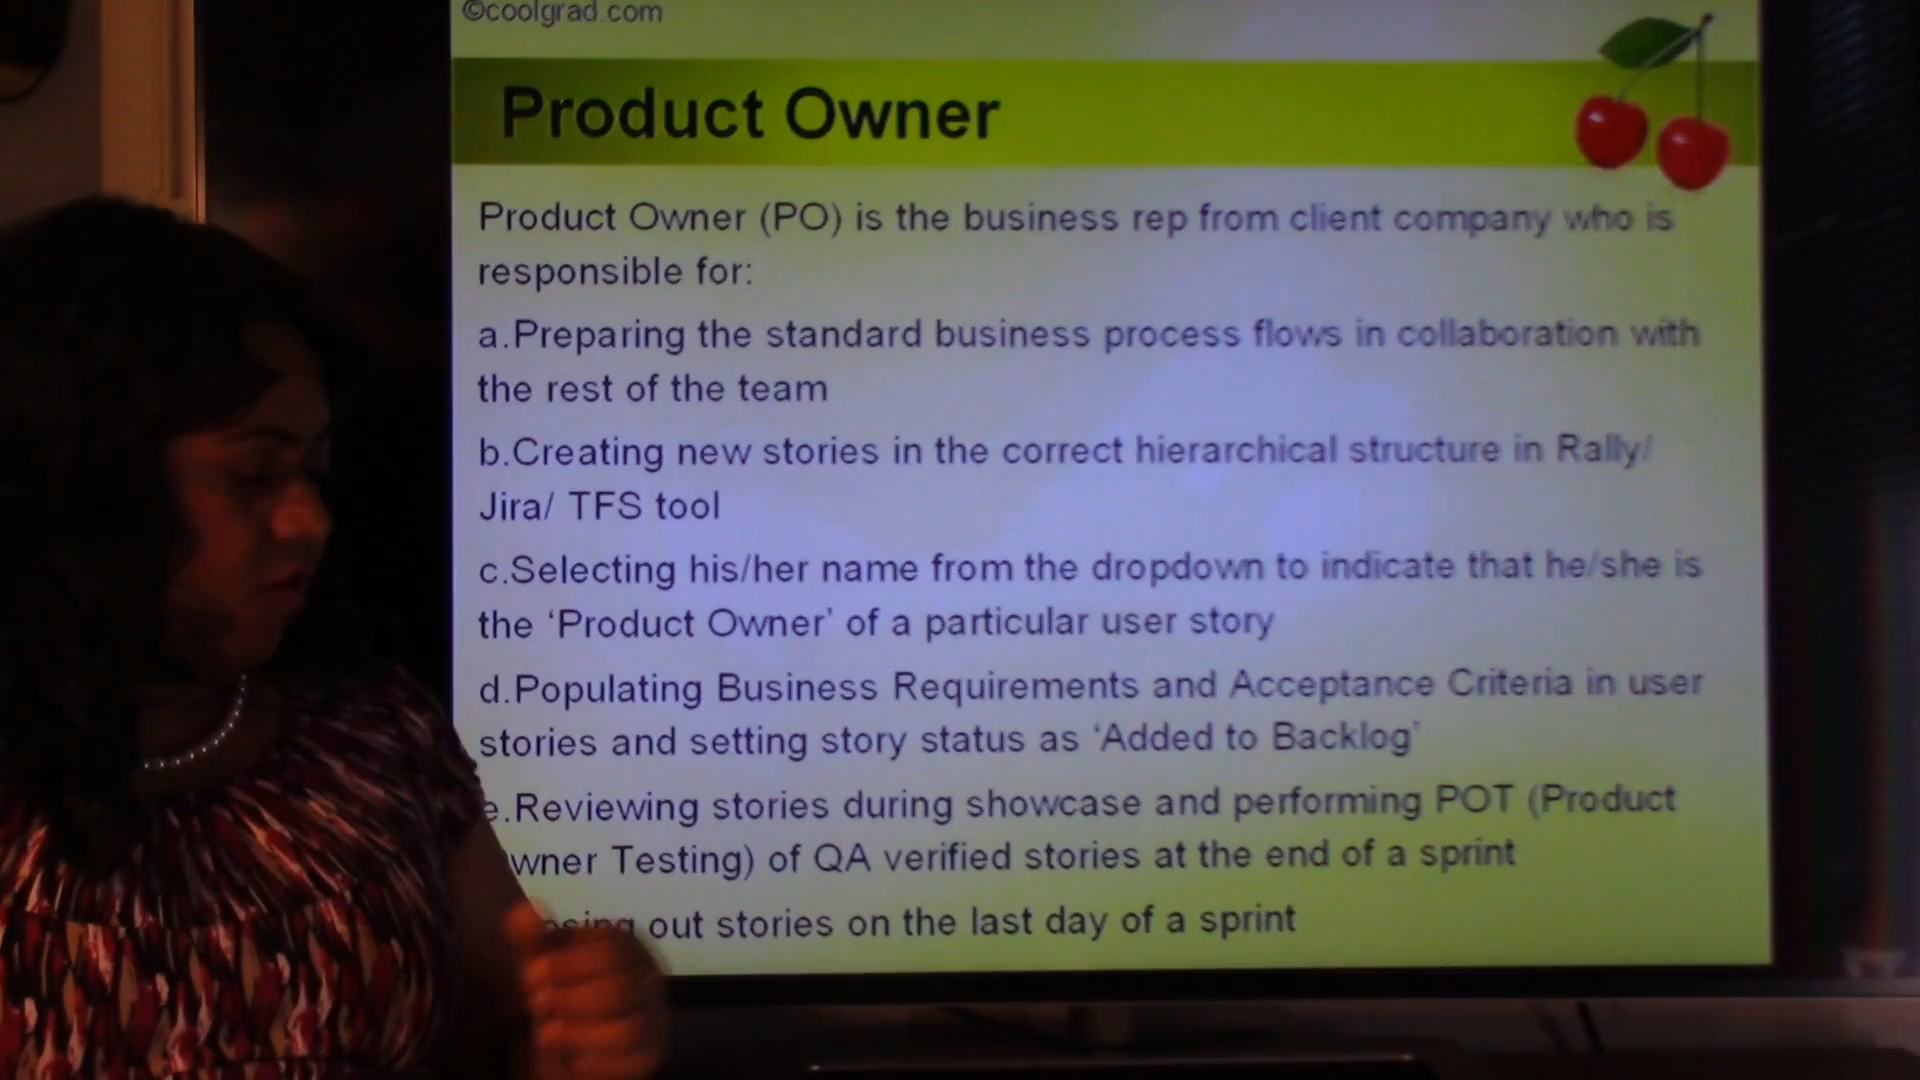 ©coolgrad.com
Product Owner
Product Owner (PO) is the business rep from client company who is
responsible for:
a.Preparing the standard business process flows in collaboration with
the rest of the team
b.Creating new stories in the correct hierarchical structure in Rally/
Jira/ TFS tool
c.Selecting his/her name from the dropdown to indicate that he/she is
the ‘Product Owner’ of a particular user story
d.Populating Business Requirements and Acceptance Criteria in user
stories and setting story status as ‘Added to Backlog’
e.Reviewing stories during showcase and performing POT (Product
wner Testing) of QA verified stories at the end of a sprint
out stories on the last day of a sprint